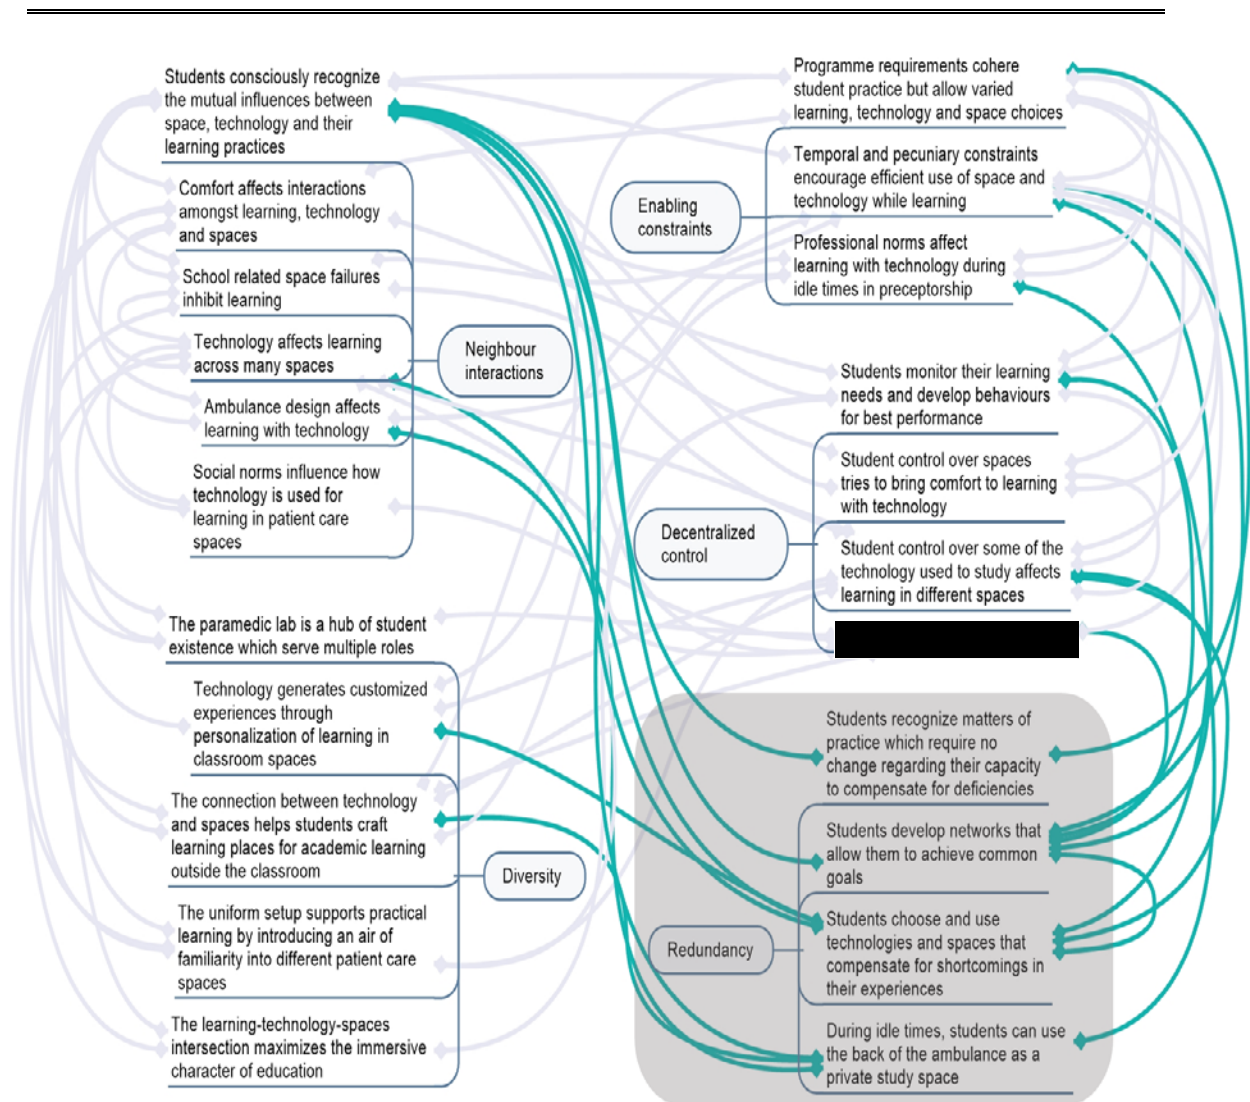 Students consciously recognize
the mutual influences between
space, technology and their
learning practices
Comfort affects interactions
amongst learning, technology
and spaces
School related space failures
inhibit learning
Technology affects learning
across many spaces
Ambulance design affects
learning with technology
Social norms influence how
technology is used for
learning in patient care
spaces
Neighbour
interactions
The paramedic lab is a hub of student
existence which serve multiple roles
Technology generates customized
experiences through
personalization of learning in
classroom spaces
The connection between technology
and spaces helps students craft
learning places for academic learning
outside the classroom
The uniform setup supports practical
learning by introducing an air of
familiarity into different patient care
spaces
The learning-technology-spaces
intersection maximizes the immersive
character of education
Diversity
Enabling
constraints
Programme requirements cohere
student practice but allow varied
learning, technology and space choices
Temporal and pecuniary constraints
encourage efficient use of space and
technology while learning
Professional norms affect
learning with technology during
idle times in preceptorship
Decentralized
control
Students monitor their learning
needs and develop behaviours
for best performance
Student control over spaces
tries to bring comfort to learning
with technology
Student control over some of the
technology used to study affects
learning in different spaces
Redundancy
Students recognize matters of
practice which require no
change regarding their capacity
to compensate for deficiencies
Students develop networks that
allow them to achieve common
goals
Students choose and use
technologies and spaces that
compensate for shortcomings in
their experiences
During idle times, students can use
the back of the ambulance as a
private study space